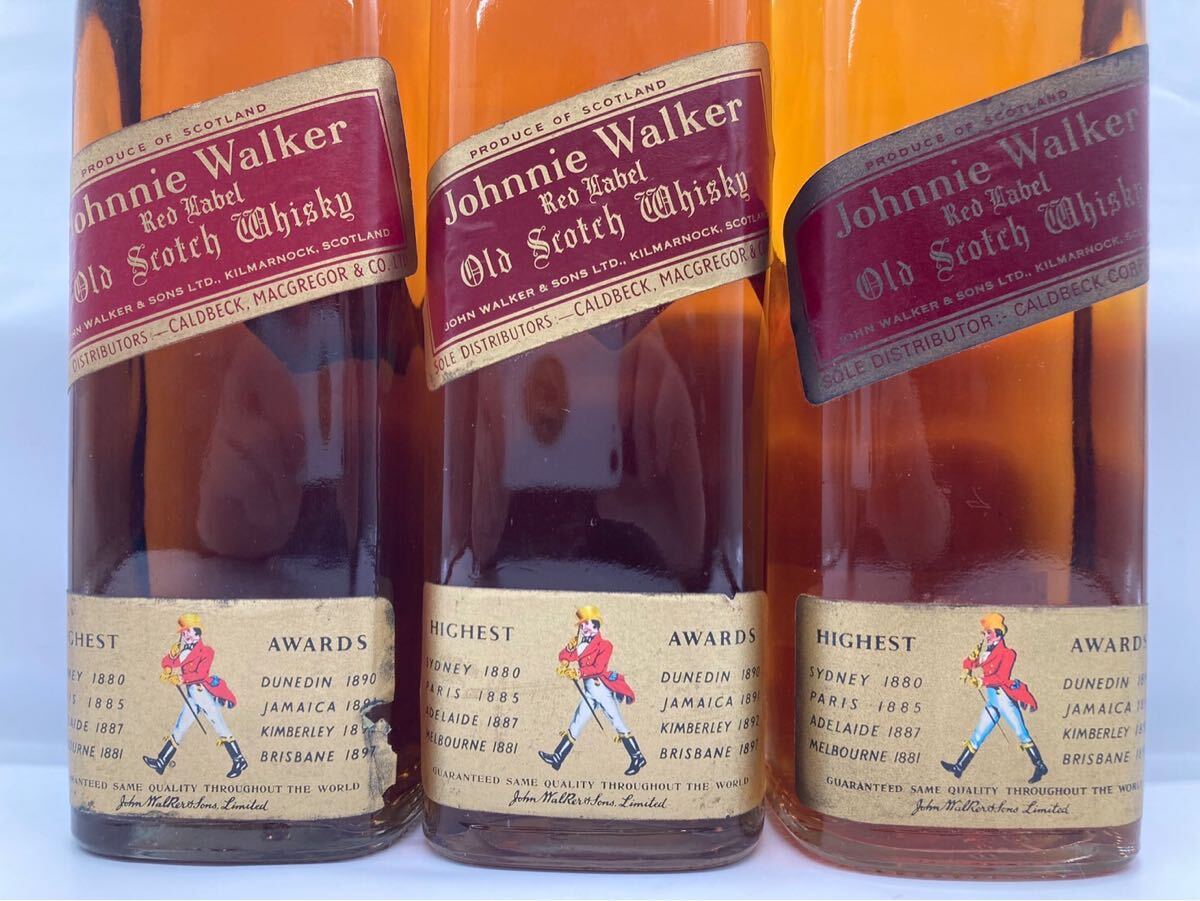 PRODUCE OF SCOTLAND
Johnnie Walker
Red Label
Old Scotch Whisky
JOHN WALKER & SONS LTD., KILMARNOCK, SCOTLAND
DISTRIBUTORS:—CALDBECK, MACGREGOR & CO. LTD
HIGHEST AWARDS
SYDNEY 1880 DUNEDIN 1890
PARIS 1885 JAMAICA
ADELAIDE 1887 KIMBERLEY
MELBOURNE 1881 BRISBANE 1897
GUARANTEED SAME QUALITY THROUGHOUT THE WORLD
John Walker & Sons, Limited
PRODUCE OF SCOTLAND
Johnnie Walker
Red Label
Old Scotch Whisky
JOHN WALKER & SONS LTD., KILMARNOCK, SCOTLAND
SOLE DISTRIBUTORS:—CALDBECK, MACGREGOR &
HIGHEST AWARDS
SYDNEY 1880 DUNEDIN 1890
PARIS 1885 JAMAICA 1891
ADELAIDE 1887 KIMBERLEY 1892
MELBOURNE 1881 BRISBANE 1897
GUARANTEED SAME QUALITY THROUGHOUT THE WORLD
John Walker & Sons, Limited
PRODUCE OF SCOTLAND
Johnnie Walker
Red Label
Old Scotch Whisky
JOHN WALKER & SONS LTD., KILMARNOCK,
SOLE DISTRIBUTOR:- CALDBECK CORP
HIGHEST AWARDS
SYDNEY 1880 DUNEDIN
PARIS 1885 JAMAICA
ADELAIDE 1887 KIMBERLEY
MELBOURNE 1881 BRISBANE
GUARANTEED SAME QUALITY THROUGHOUT THE WORLD
John Walker & Sons, Limited